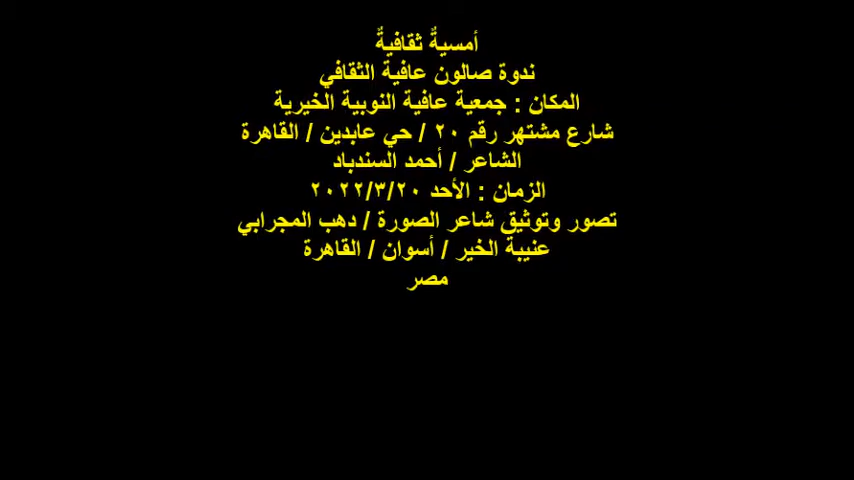 أمسيةٌ ثقافيةٌ
ندوة صالون عافية الثقافي
المكان : جمعية عافية النوبية الخيرية
شارع مشتهر رقم ٢٠ / حي عابدين / القاهرة
الشاعر / أحمد السندباد
الزمان : الأحد ٢٠٢٢/٣/٢٠
تصور وتوثيق شاعر الصورة / دهب المجرابي
عنيبة الخير / أسوان / القاهرة
مصر